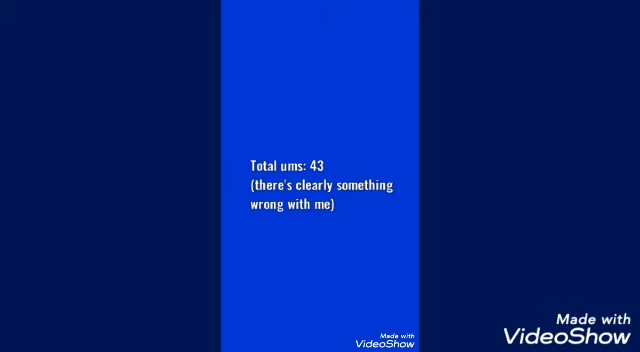 Total ums: 43
(there's clearly something
wrong with me)
Made with
VideoShow
Made with
VideoShow